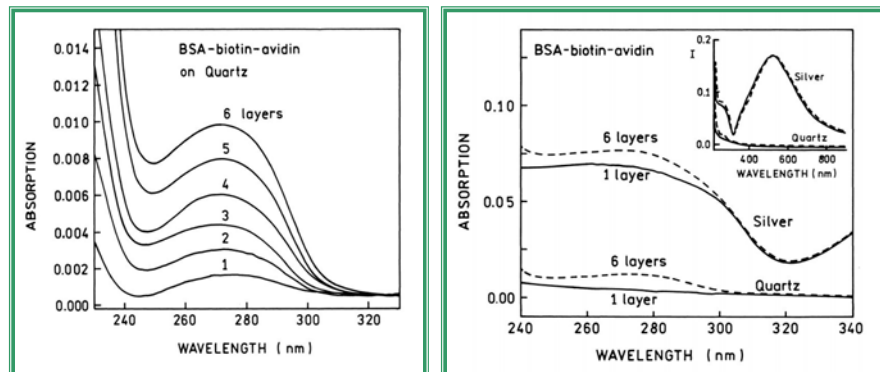 BSA-biotin-avidin
on Quartz
6 layers
5
4
3
2
1
0.014
0.012
0.010
0.008
0.006
0.004
0.002
0.000
ABSORPTION
240 260 280 300 320
WAVELENGTH (nm)
BSA-biotin-avidin
I
0.2
0.1
0.0
Silver
Quartz
400 600 800
WAVELENGTH (nm)
6 layers
1 layer
Silver
6 layers
Quartz
1 layer
0.10
0.05
0.00
ABSORPTION
240 260 280 300 320 340
WAVELENGTH (nm)